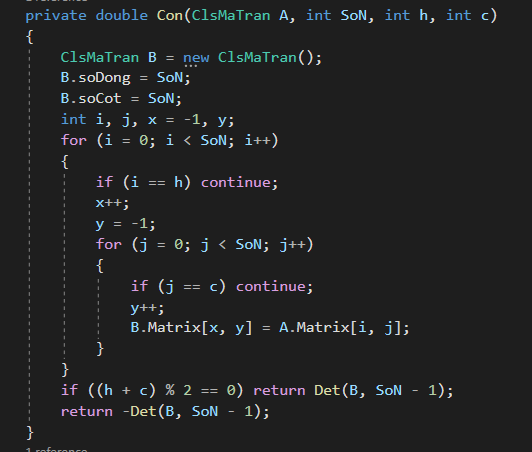 private double Con(ClsMaTran A, int SoN, int h, int c)
{
    ClsMaTran B = new ClsMaTran();
    B.soDong = SoN;
    B.soCot = SoN;
    int i, j, x = -1, y;
    for (i = 0; i < SoN; i++)
    {
        if (i == h) continue;
        x++;
        y = -1;
        for (j = 0; j < SoN; j++)
        {
            if (j == c) continue;
            y++;
            B.Matrix[x, y] = A.Matrix[i, j];
        }
    }
    if ((h + c) % 2 == 0) return Det(B, SoN - 1);
    return -Det(B, SoN - 1);
}
1 reference